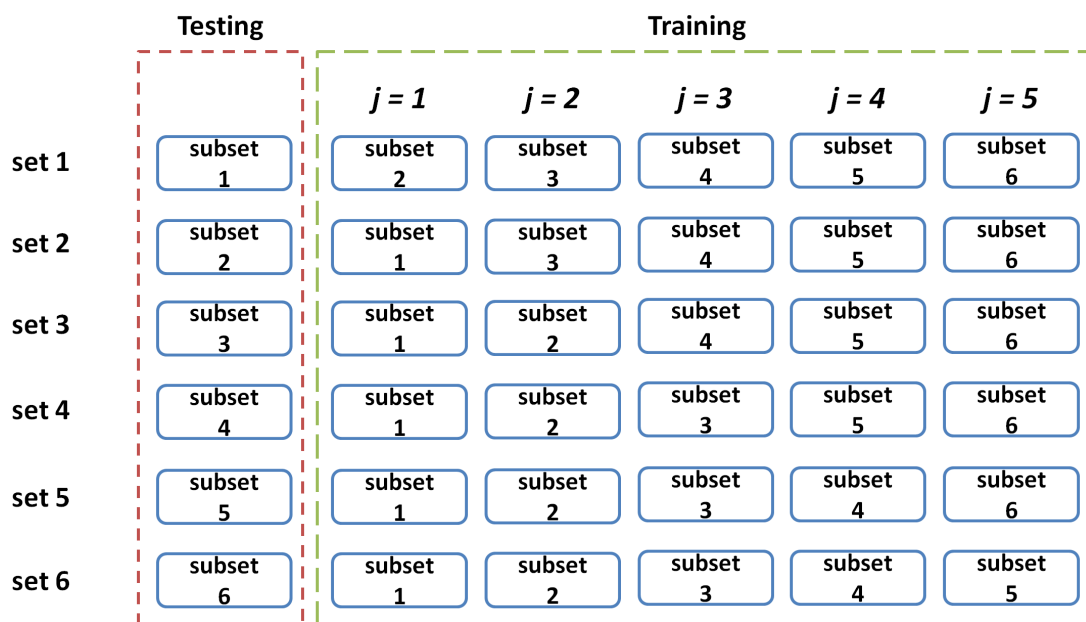 Testing Training
j = 1 j = 2 j = 3 j = 4 j = 5
set 1
subset 1 subset 2 subset 3 subset 4 subset 5 subset 6
set 2
subset 2 subset 1 subset 3 subset 4 subset 5 subset 6
set 3
subset 3 subset 1 subset 2 subset 4 subset 5 subset 6
set 4
subset 4 subset 1 subset 2 subset 3 subset 5 subset 6
set 5
subset 5 subset 1 subset 2 subset 3 subset 4 subset 6
set 6
subset 6 subset 1 subset 2 subset 3 subset 4 subset 5